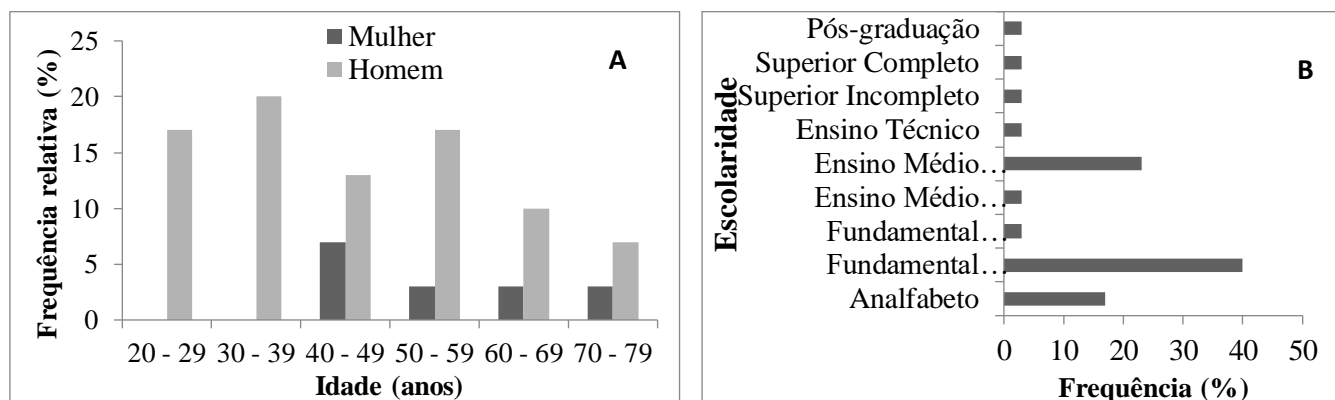 25
20
15
10
5
0
Frequência relativa (%)
Mulher
Homem
A
20 - 29 30 - 39 40 - 49 50 - 59 60 - 69 70 - 79
Idade (anos)
Escolaridade
Pós-graduação
Superior Completo
Superior Incompleto
Ensino Técnico
Ensino Médio…
Ensino Médio…
Fundamental…
Fundamental…
Analfabeto
B
0 10 20 30 40 50
Frequência (%)